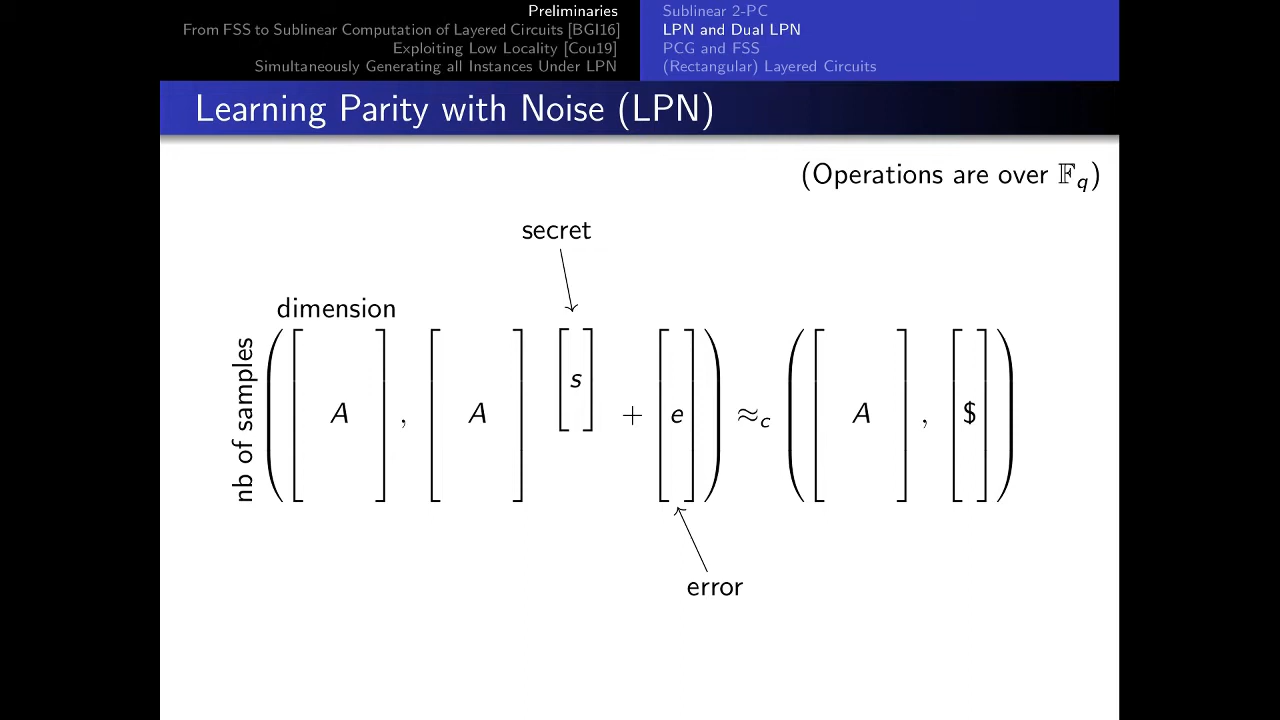 Preliminaries
From FSS to Sublinear Computation of Layered Circuits [BGI16]
Exploiting Low Locality [Cou19]
Simultaneously Generating all Instances Under LPN
Sublinear 2-PC
LPN and Dual LPN
PCG and FSS
(Rectangular) Layered Circuits
Learning Parity with Noise (LPN)
(Operations are over 𝔽_q)
secret
dimension
nb of samples
([A], [A] [s] + [e]) ≈_c ([A], [$])
error